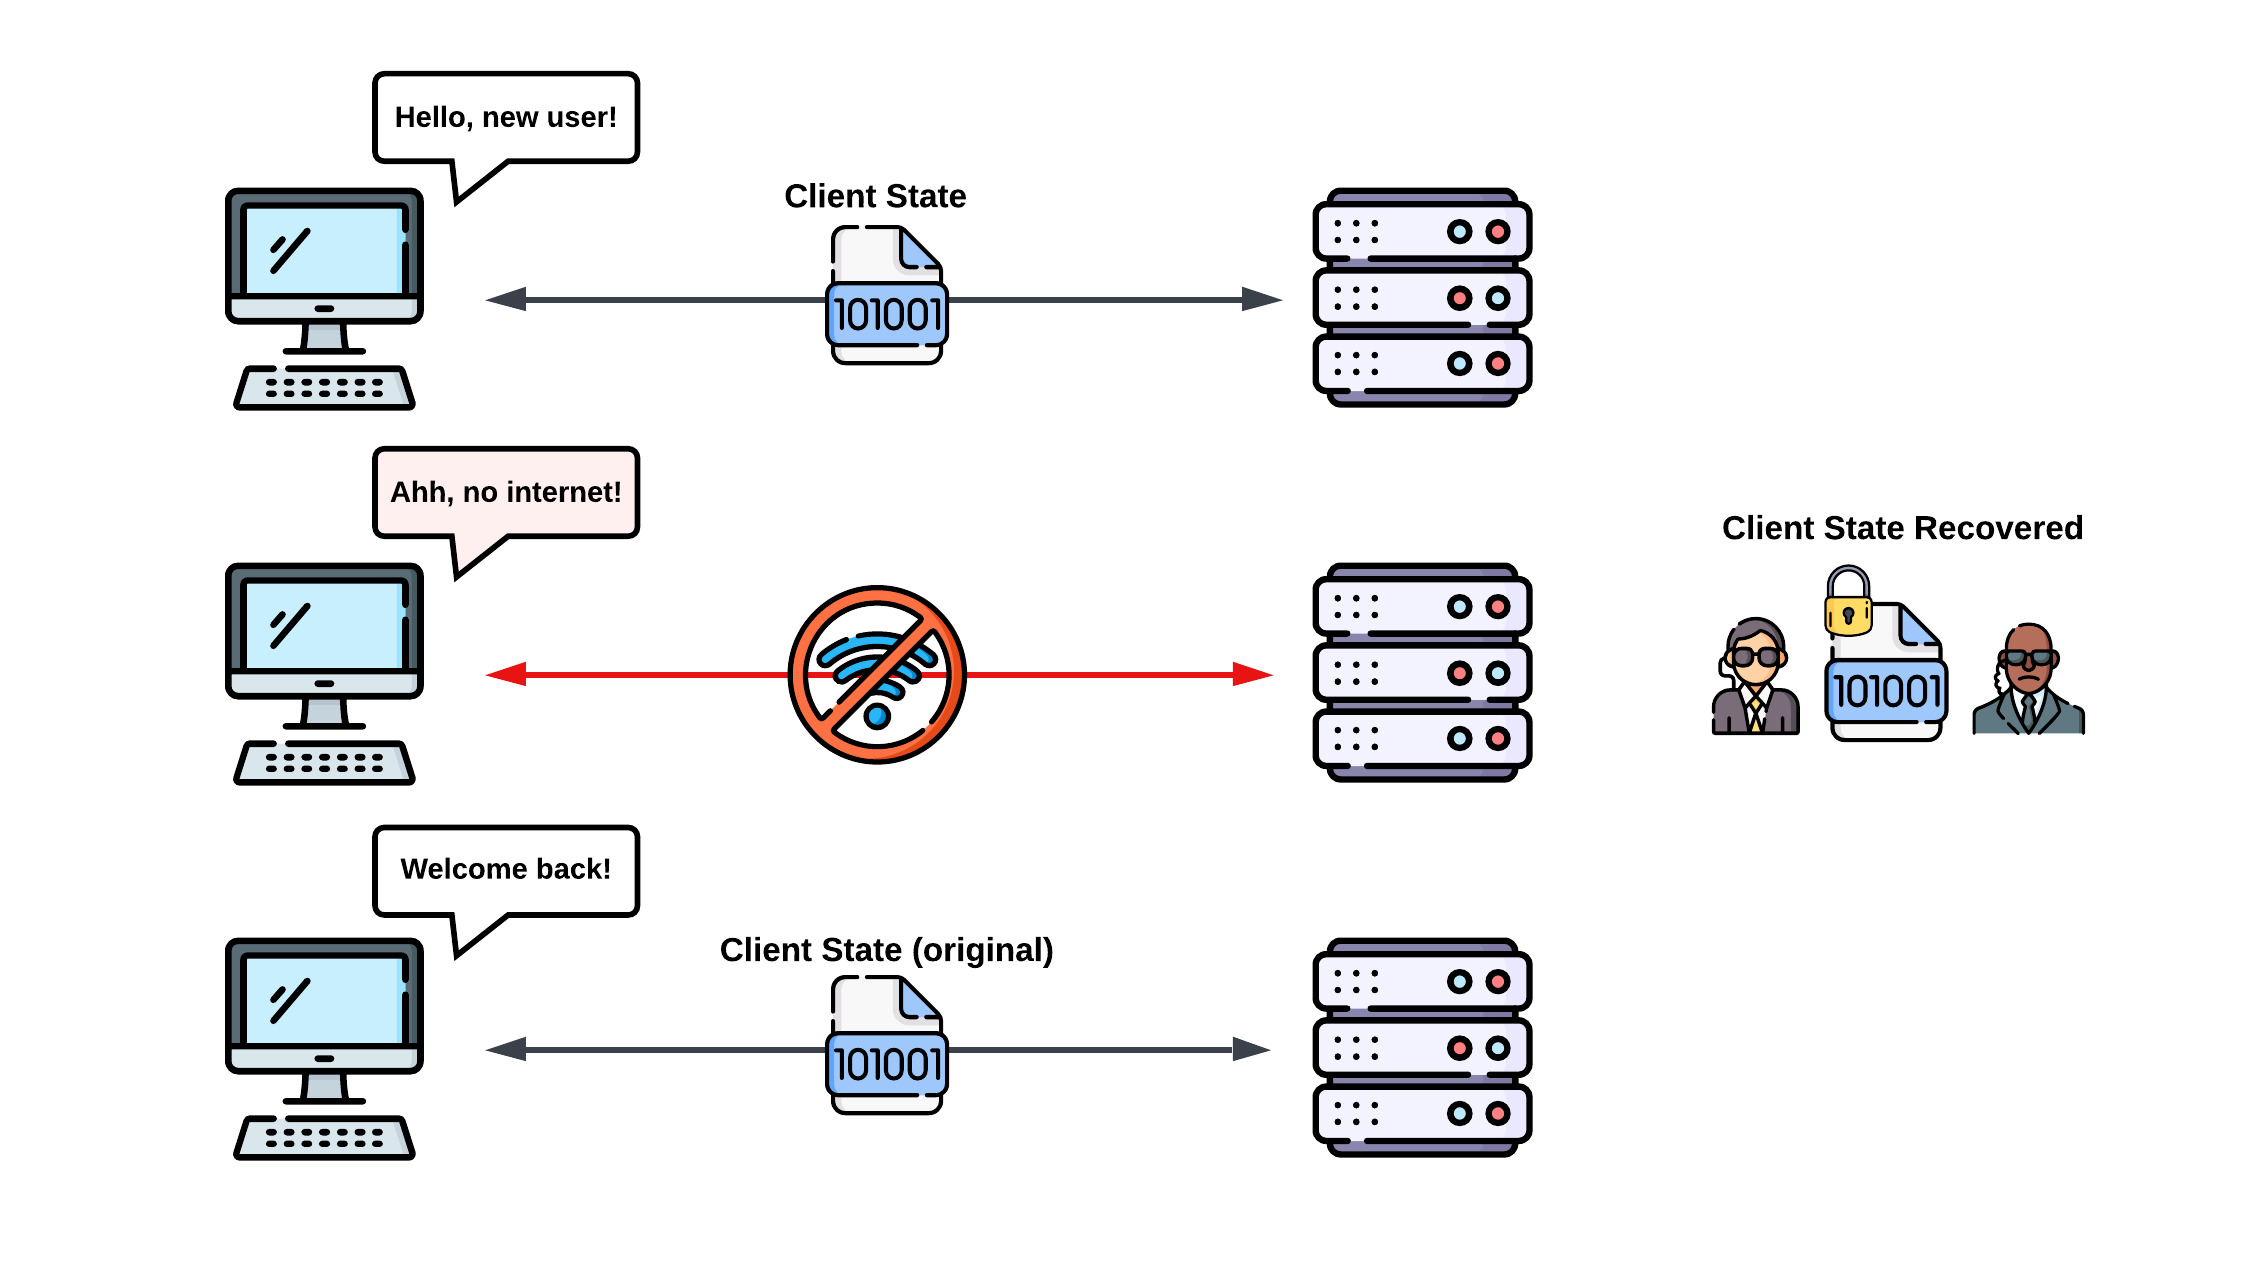 Hello, new user!
Client State
101001
Ahh, no internet!
Client State Recovered
101001
Welcome back!
Client State (original)
101001